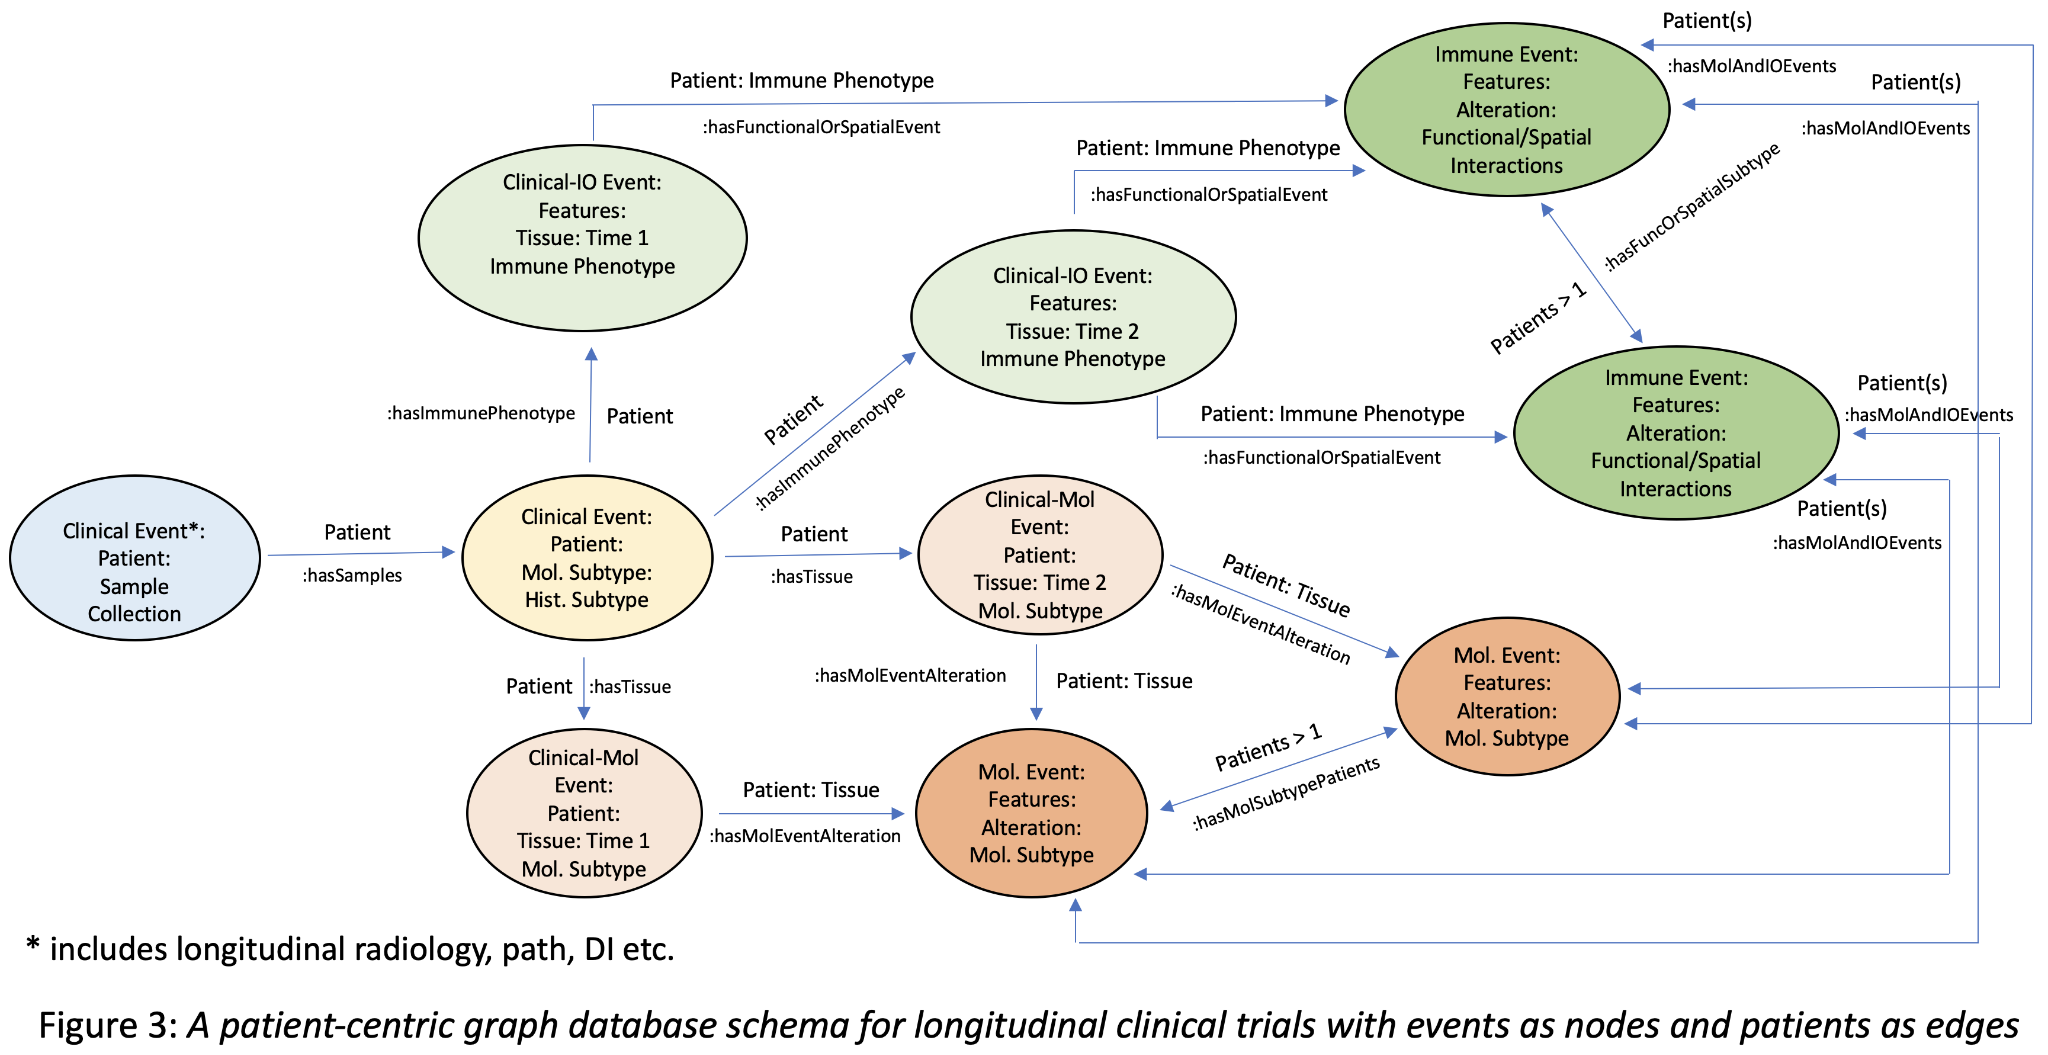 Patient(s)
:hasMolAndIOEvents
Patient(s)
:hasMolAndIOEvents
Immune Event:
Features:
Alteration:
Functional/Spatial
Interactions
Patient: Immune Phenotype
:hasFunctionalOrSpatialEvent
Patient: Immune Phenotype
:hasFunctionalOrSpatialEvent
Clinical-IO Event:
Features:
Tissue: Time 1
Immune Phenotype
Clinical-IO Event:
Features:
Tissue: Time 2
Immune Phenotype
:hasFuncOrSpatialSubtype
Patients > 1
Immune Event:
Features:
Alteration:
Functional/Spatial
Interactions
Patient(s)
:hasMolAndIOEvents
Patient(s)
:hasMolAndIOEvents
:hasImmunePhenotype
Patient
Patient
:hasImmunePhenotype
Patient: Immune Phenotype
:hasFunctionalOrSpatialEvent
Clinical Event*:
Patient:
Sample
Collection
Patient
:hasSamples
Clinical Event:
Patient:
Mol. Subtype:
Hist. Subtype
Patient
:hasTissue
Clinical-Mol
Event:
Patient:
Tissue: Time 2
Mol. Subtype
Patient: Tissue
:hasMolEventAlteration
Mol. Event:
Features:
Alteration:
Mol. Subtype
Patient
:hasTissue
:hasMolEventAlteration
Patient: Tissue
Clinical-Mol
Event:
Patient:
Tissue: Time 1
Mol. Subtype
Patient: Tissue
:hasMolEventAlteration
Mol. Event:
Features:
Alteration:
Mol. Subtype
Patients > 1
:hasMolSubtypePatients
* includes longitudinal radiology, path, DI etc.
Figure 3: A patient-centric graph database schema for longitudinal clinical trials with events as nodes and patients as edges